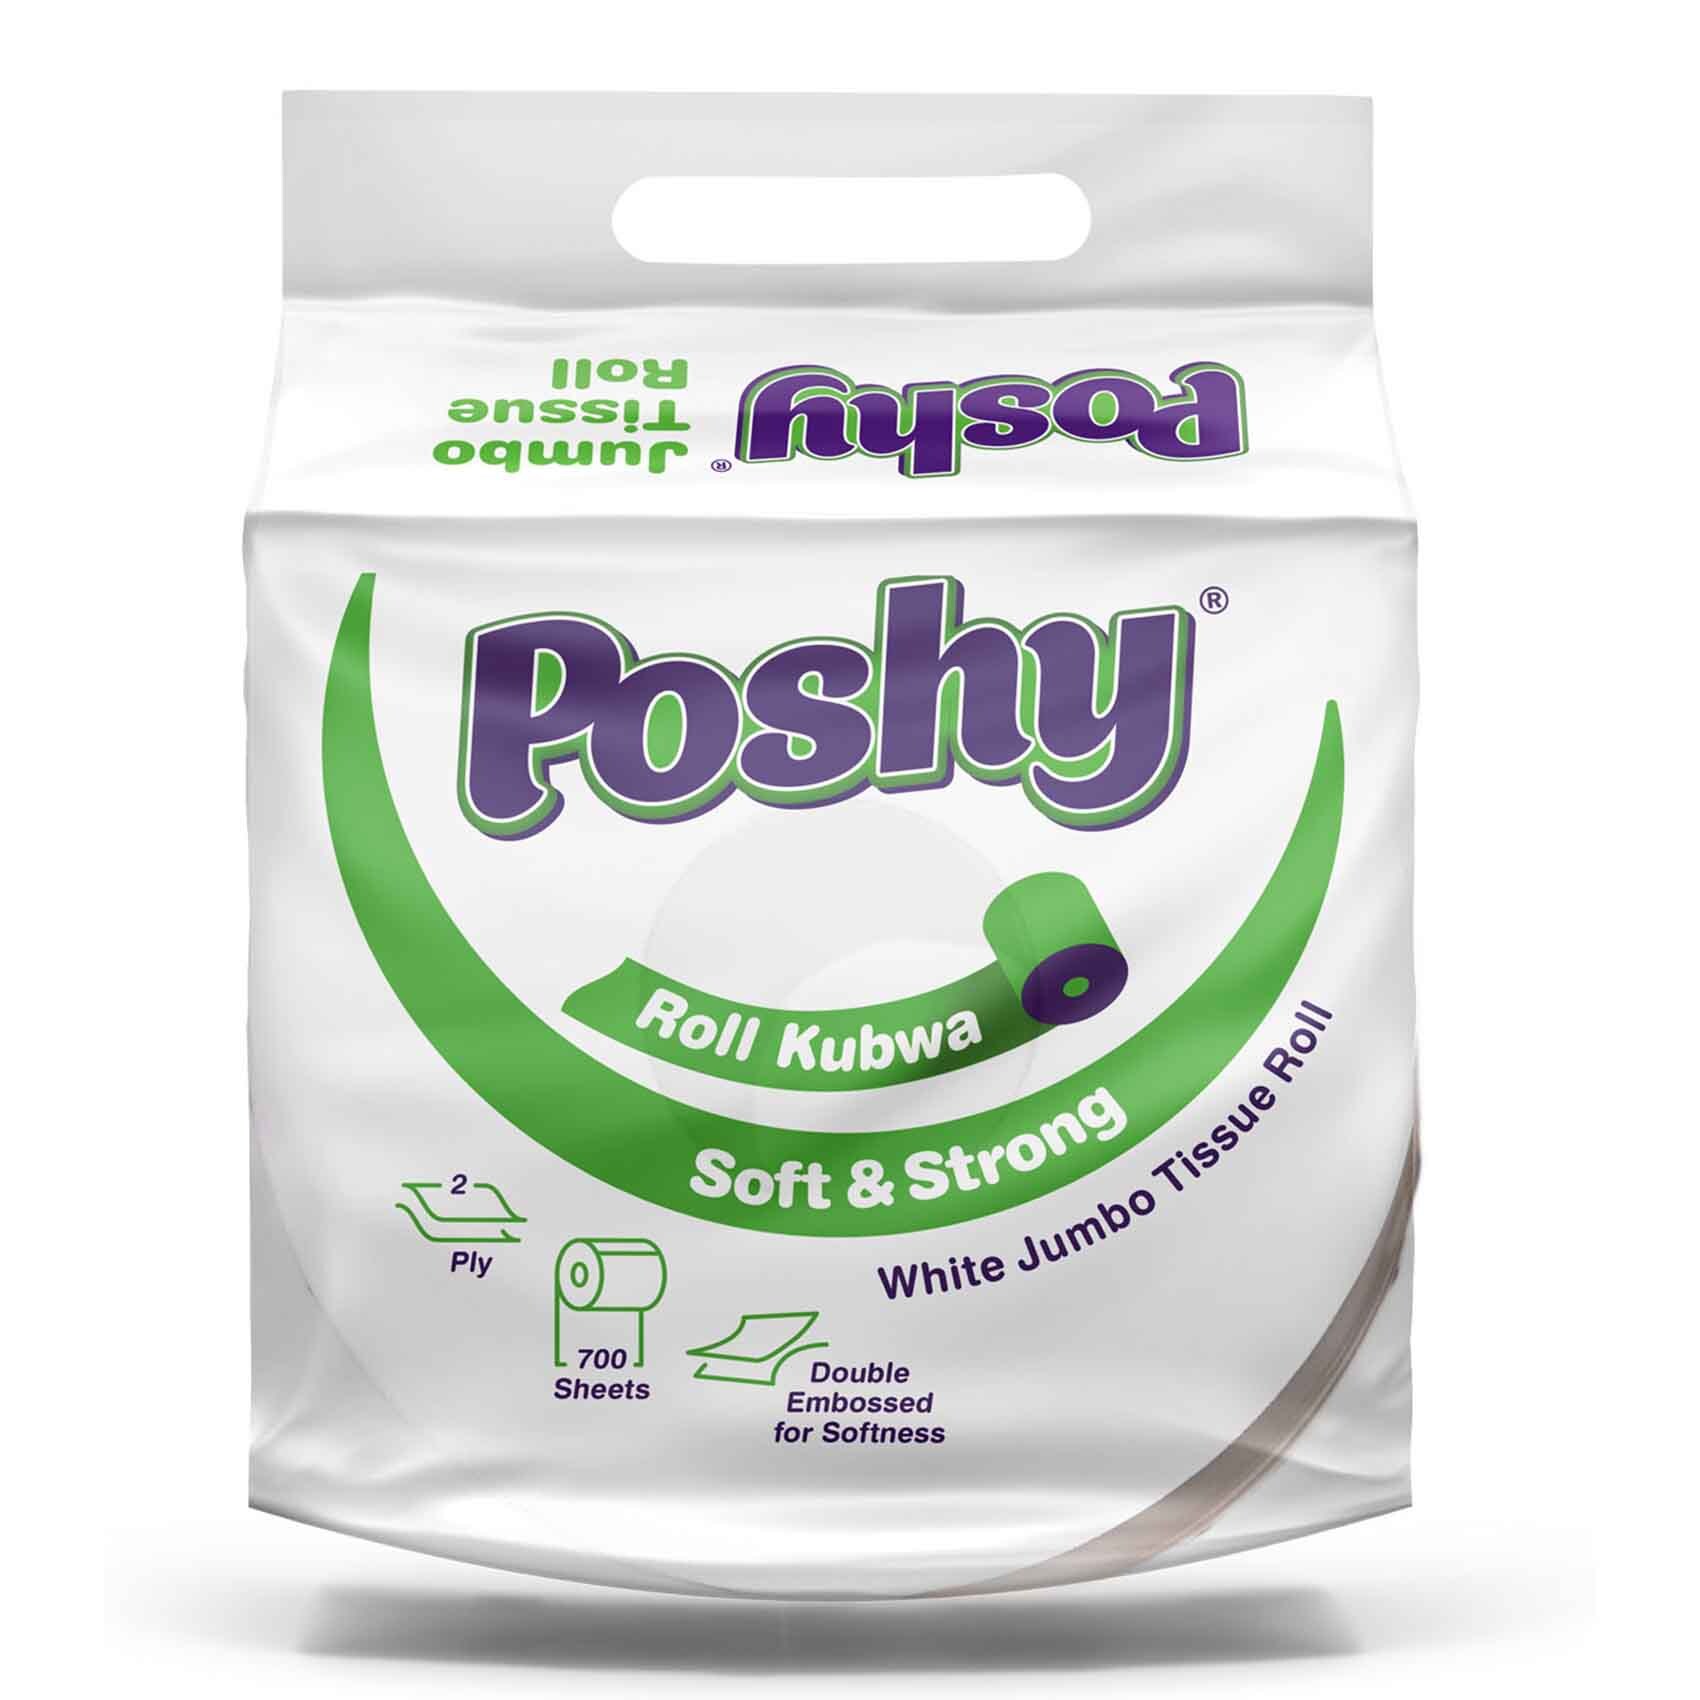 Jumbo
Tissue
Roll
Poshy®
Poshy®
Roll Kubwa
Soft & Strong
White Jumbo Tissue Roll
2
Ply
700
Sheets
Double
Embossed
for Softness